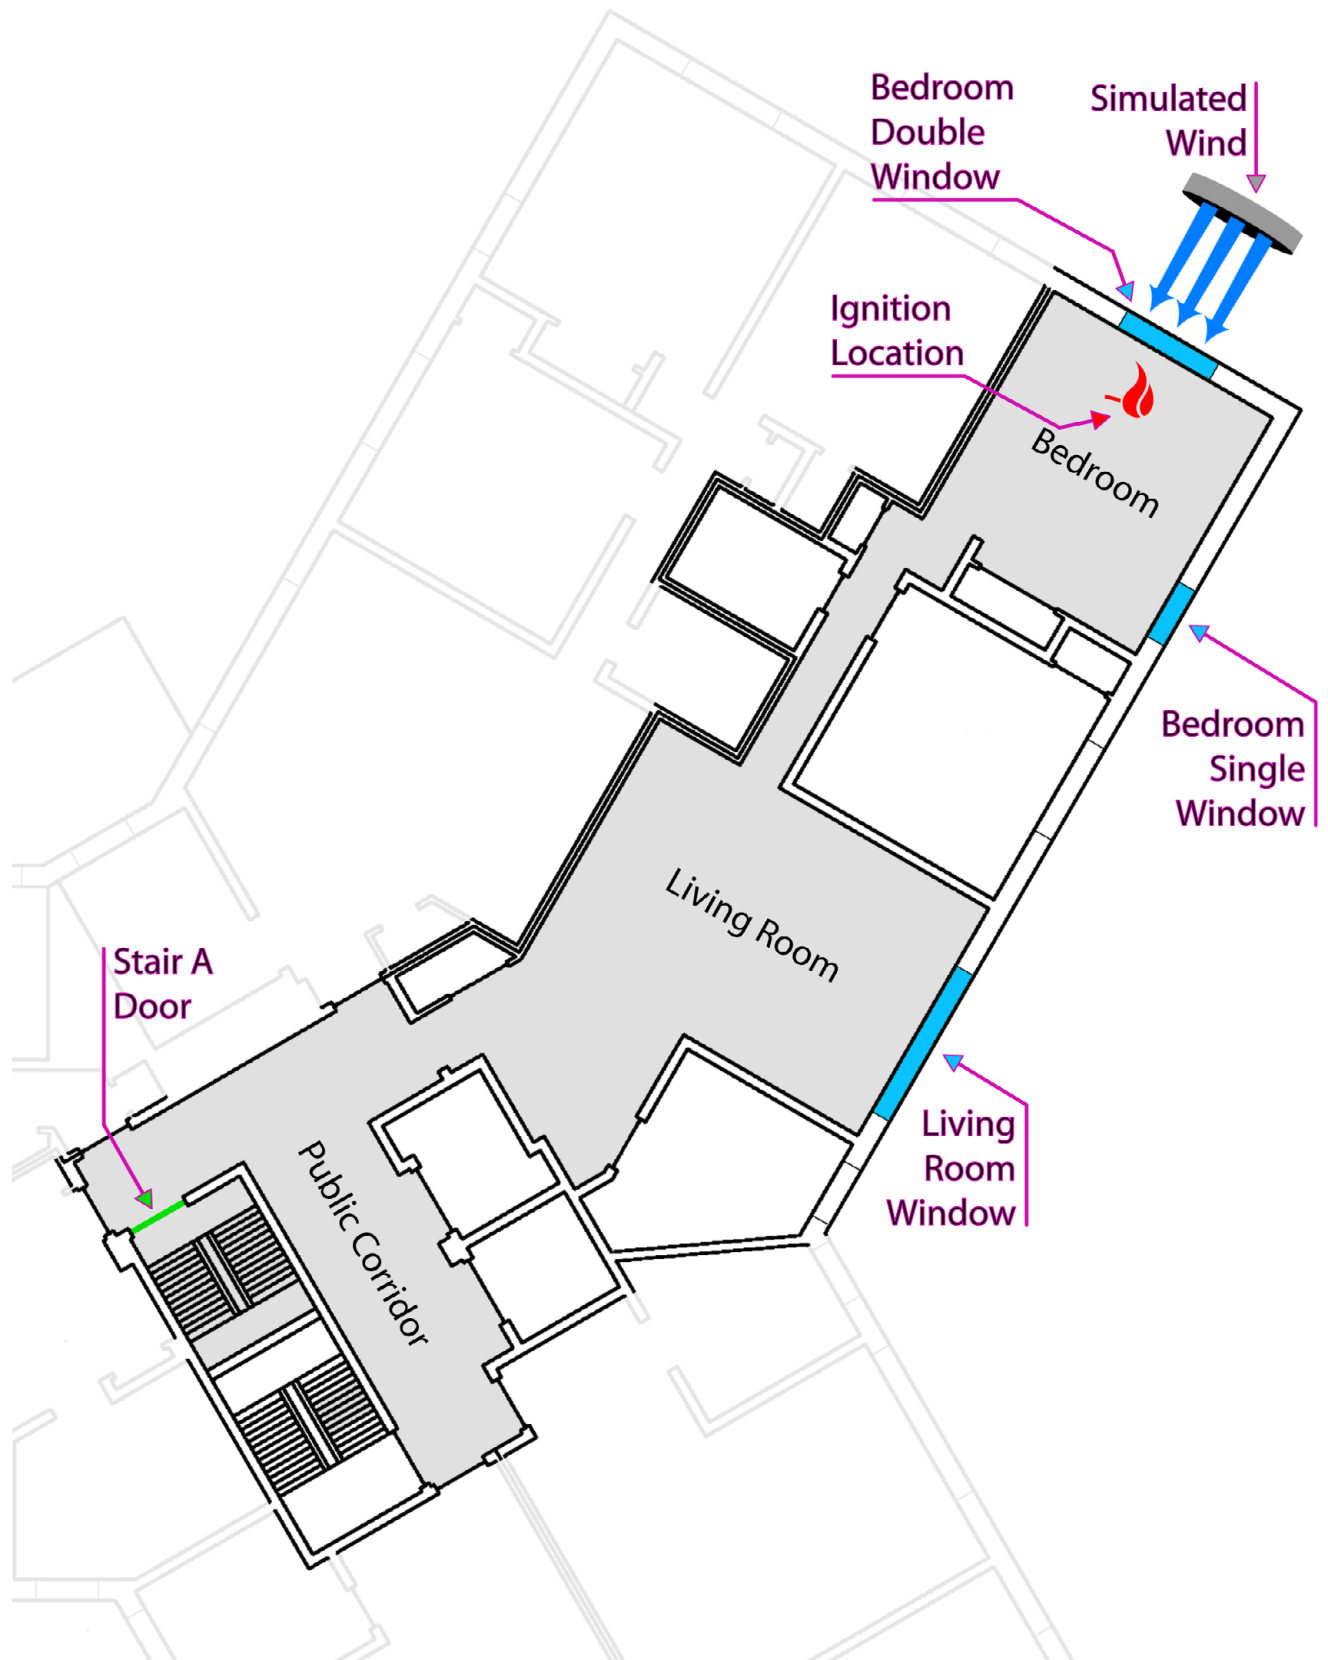 Bedroom
Double
Window
Simulated
Wind
Ignition
Location
Bedroom
Bedroom
Single
Window
Living Room
Stair A
Door
Living
Room
Window
Public Corridor